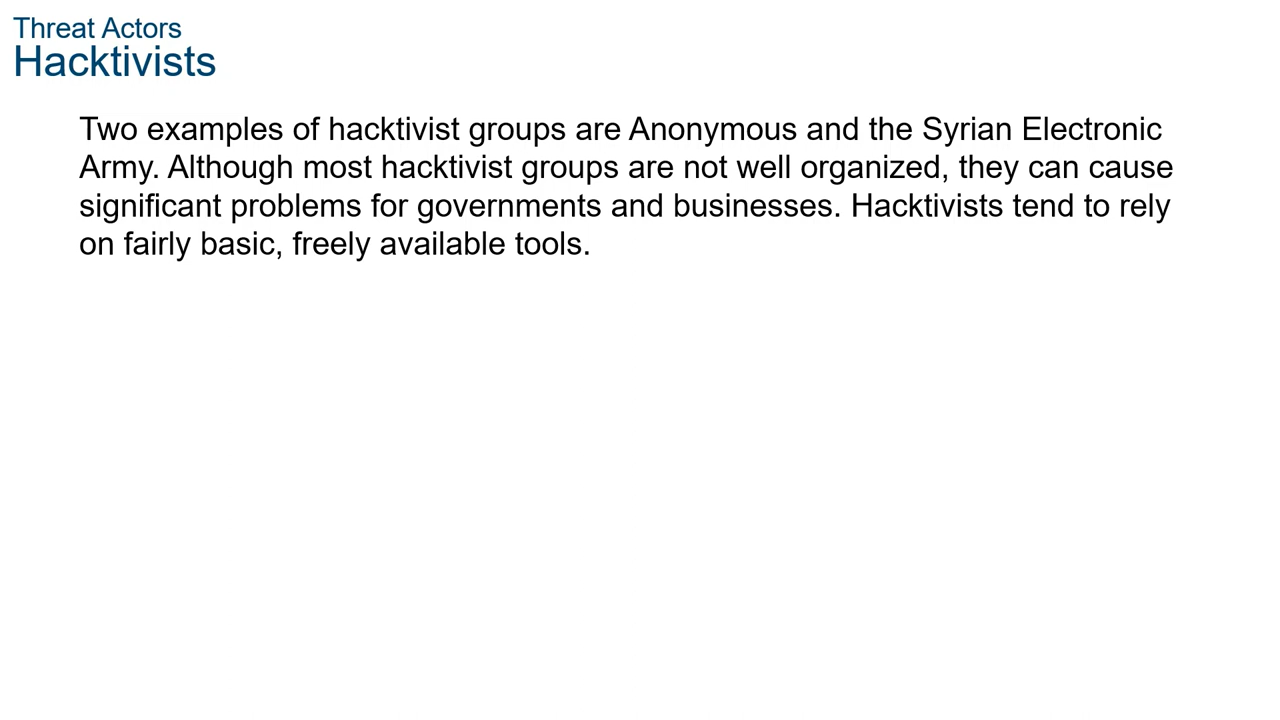 Threat Actors
Hacktivists
Two examples of hacktivist groups are Anonymous and the Syrian Electronic
Army. Although most hacktivist groups are not well organized, they can cause
significant problems for governments and businesses. Hacktivists tend to rely
on fairly basic, freely available tools.